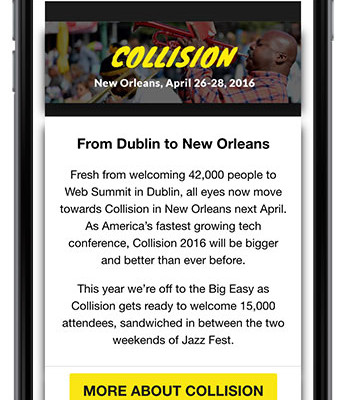 COLLISION
New Orleans, April 26-28, 2016
From Dublin to New Orleans
Fresh from welcoming 42,000 people to
Web Summit in Dublin, all eyes now move
towards Collision in New Orleans next April.
As America’s fastest growing tech
conference, Collision 2016 will be bigger
and better than ever before.
This year we’re off to the Big Easy as
Collision gets ready to welcome 15,000
attendees, sandwiched in between the two
weekends of Jazz Fest.
MORE ABOUT COLLISION